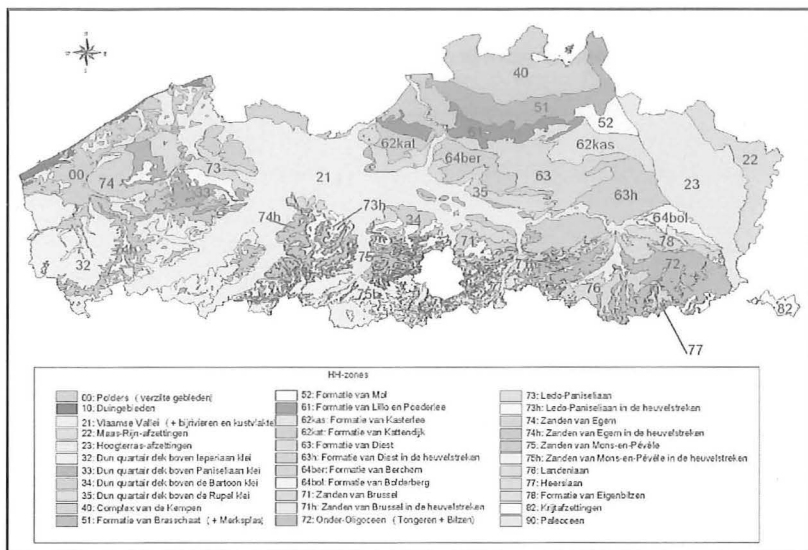 40
51
61
52
62kat
62kas
64ber
22
73
00
74
33
21
63
35
63h
23
73h
74h
34
64bol
32
75
71
78
72
75h
76
82
77
HH-zones
00: Polders (verzilte gebieden)
10: Duingebieden
21: Vlaamse Vallei (+ bijrivieren en kustvlakte
22: Maas-Rijn-afzettingen
23: Hoogterras-afzettingen
32: Dun quartair dek boven Ieperiaan klei
33: Dun quartair dek boven Paniseliaan klei
34: Dun quartair dek boven de Bartoon klei
35: Dun quartair dek boven de Rupel klei
40: Complex van de Kempen
51: Formatie van Brasschaat (+ Merksplas)
52: Formatie van Mol
61: Formatie van Lillo en Poederlee
62kas: Formatie van Kasterlee
62kat: Formatie van Kattendijk
63: Formatie van Diest
63h: Formatie van Diest in de heuvelstreken
64ber: Formatie van Berchem
64bol: Formatie van Bolderberg
71: Zanden van Brussel
71h: Zanden van Brussel in de heuvelstreken
72: Onder-Oligoceen (Tongeren + Bilzen)
73: Ledo-Paniseliaan
73h: Ledo-Paniseliaan in de heuvelstreken
74: Zanden van Egem
74h: Zanden van Egem in de heuvelstreken
75: Zanden van Mons-en-Pévèle
75h: Zanden van Mons-en-Pévèle in de heuvelstreken
76: Landeniaan
77: Heersiaan
78: Formatie van Eigenbilzen
82: Krijtafzettingen
90: Paleoceen